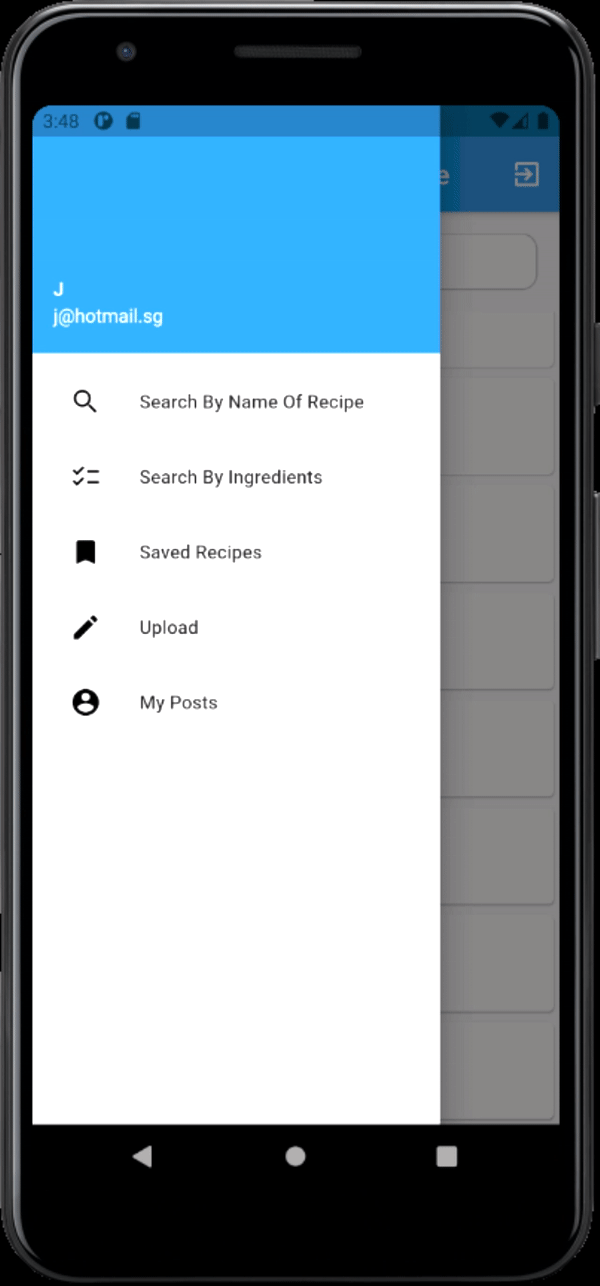 3:48
e
J
j@hotmail.sg
Search By Name Of Recipe
Search By Ingredients
Saved Recipes
Upload
My Posts